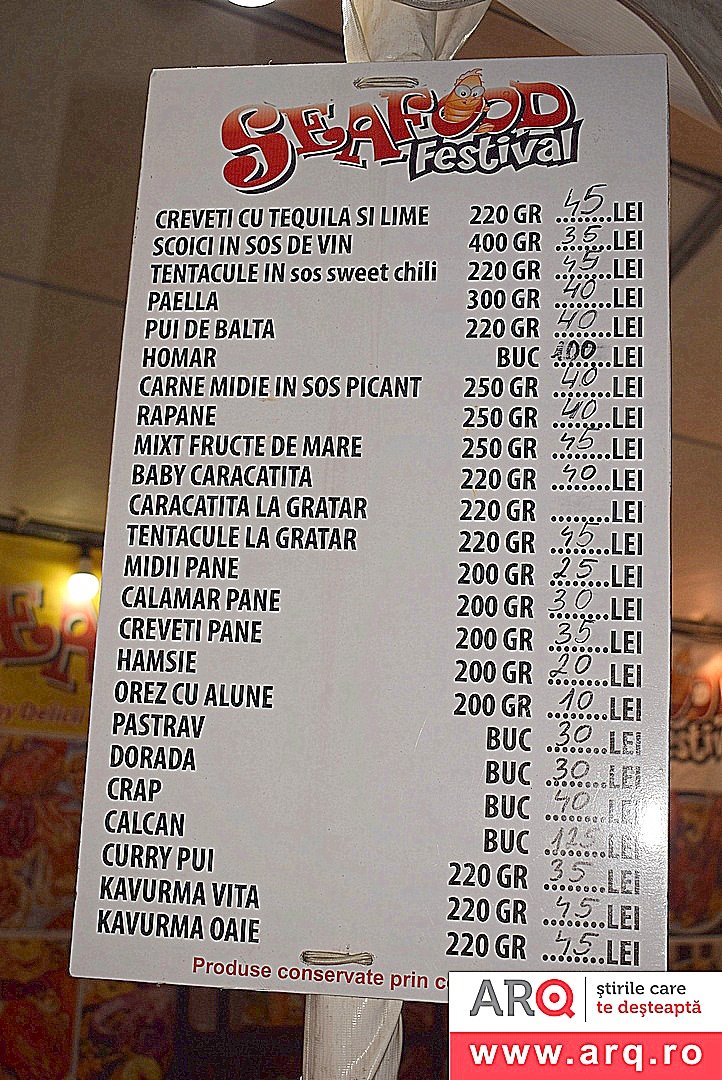 SEAFOOD
Festival
CREVETI CU TEQUILA SI LIME 220 GR 45 LEI
SCOICI IN SOS DE VIN 400 GR 35 LEI
TENTACULE IN sos sweet chili 220 GR 45 LEI
PAELLA 300 GR 40 LEI
PUI DE BALTA 220 GR 40 LEI
HOMAR BUC 100 LEI
CARNE MIDIE IN SOS PICANT 250 GR 40 LEI
RAPANE 250 GR 40 LEI
MIXT FRUCTE DE MARE 250 GR 45 LEI
BABY CARACATITA 220 GR 40 LEI
CARACATITA LA GRATAR 220 GR ........ LEI
TENTACULE LA GRATAR 220 GR 45 LEI
MIDII PANE 200 GR 25 LEI
CALAMAR PANE 200 GR 30 LEI
CREVETI PANE 200 GR 35 LEI
HAMSIE 200 GR 20 LEI
OREZ CU ALUNE 200 GR 10 LEI
PASTRAV BUC 30 LEI
DORADA BUC 30 LEI
CRAP BUC 40 LEI
CALCAN BUC 125 LEI
CURRY PUI 220 GR 35 LEI
KAVURMA VITA 220 GR 45 LEI
KAVURMA OAIE 220 GR 45 LEI
Produse conservate prin
ARQ știrile care
te deșteaptă
www.arq.ro